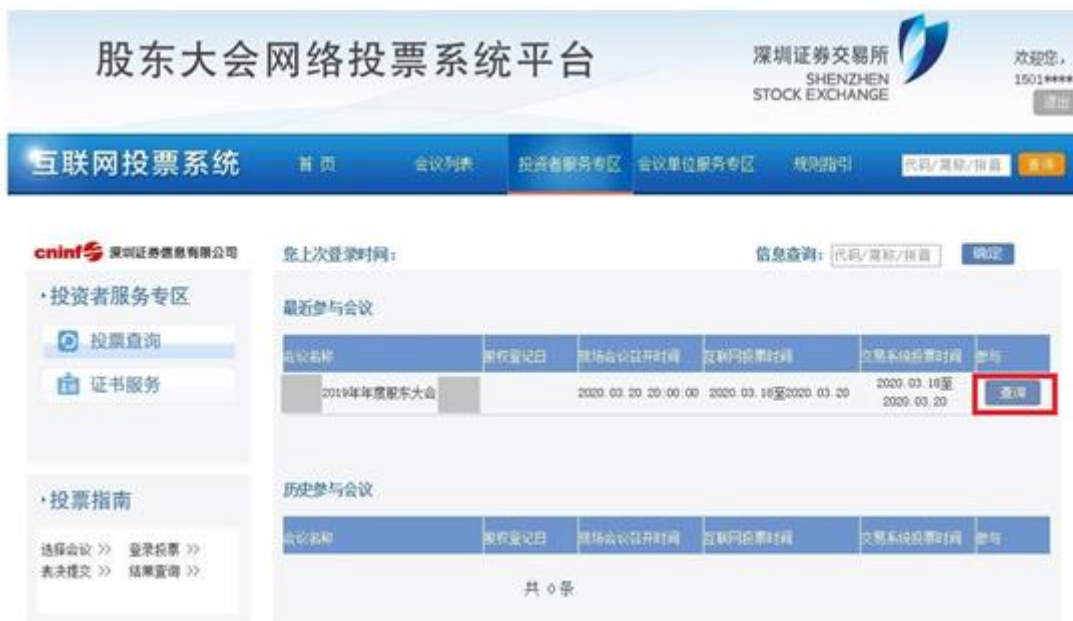 股东大会网络投票系统平台
深圳证券交易所
SHENZHEN
STOCK EXCHANGE
欢迎您,
1501****
退出
互联网投票系统 首 页 会议列表 投资者服务专区 会议单位服务专区 规则指引 代码/简称/拼音 查询
cninf 深圳证券信息有限公司
您上次登录时间: 信息查询: 代码/简称/拼音 确定
·投资者服务专区
投票查询
证书服务
最近参与会议
会议名称 股权登记日 现场会议召开时间 互联网投票时间 交易系统投票时间 参与
2019年年度股东大会 2020.03.20 20:00:00 2020.03.18至2020.03.20 2020.03.18至
2020.03.20 查询
·投票指南
选择会议 >> 登录投票 >>
表决提交 >> 结果查询 >>
历史参与会议
会议名称 股权登记日 现场会议召开时间 互联网投票时间 交易系统投票时间 参与
共 0 条